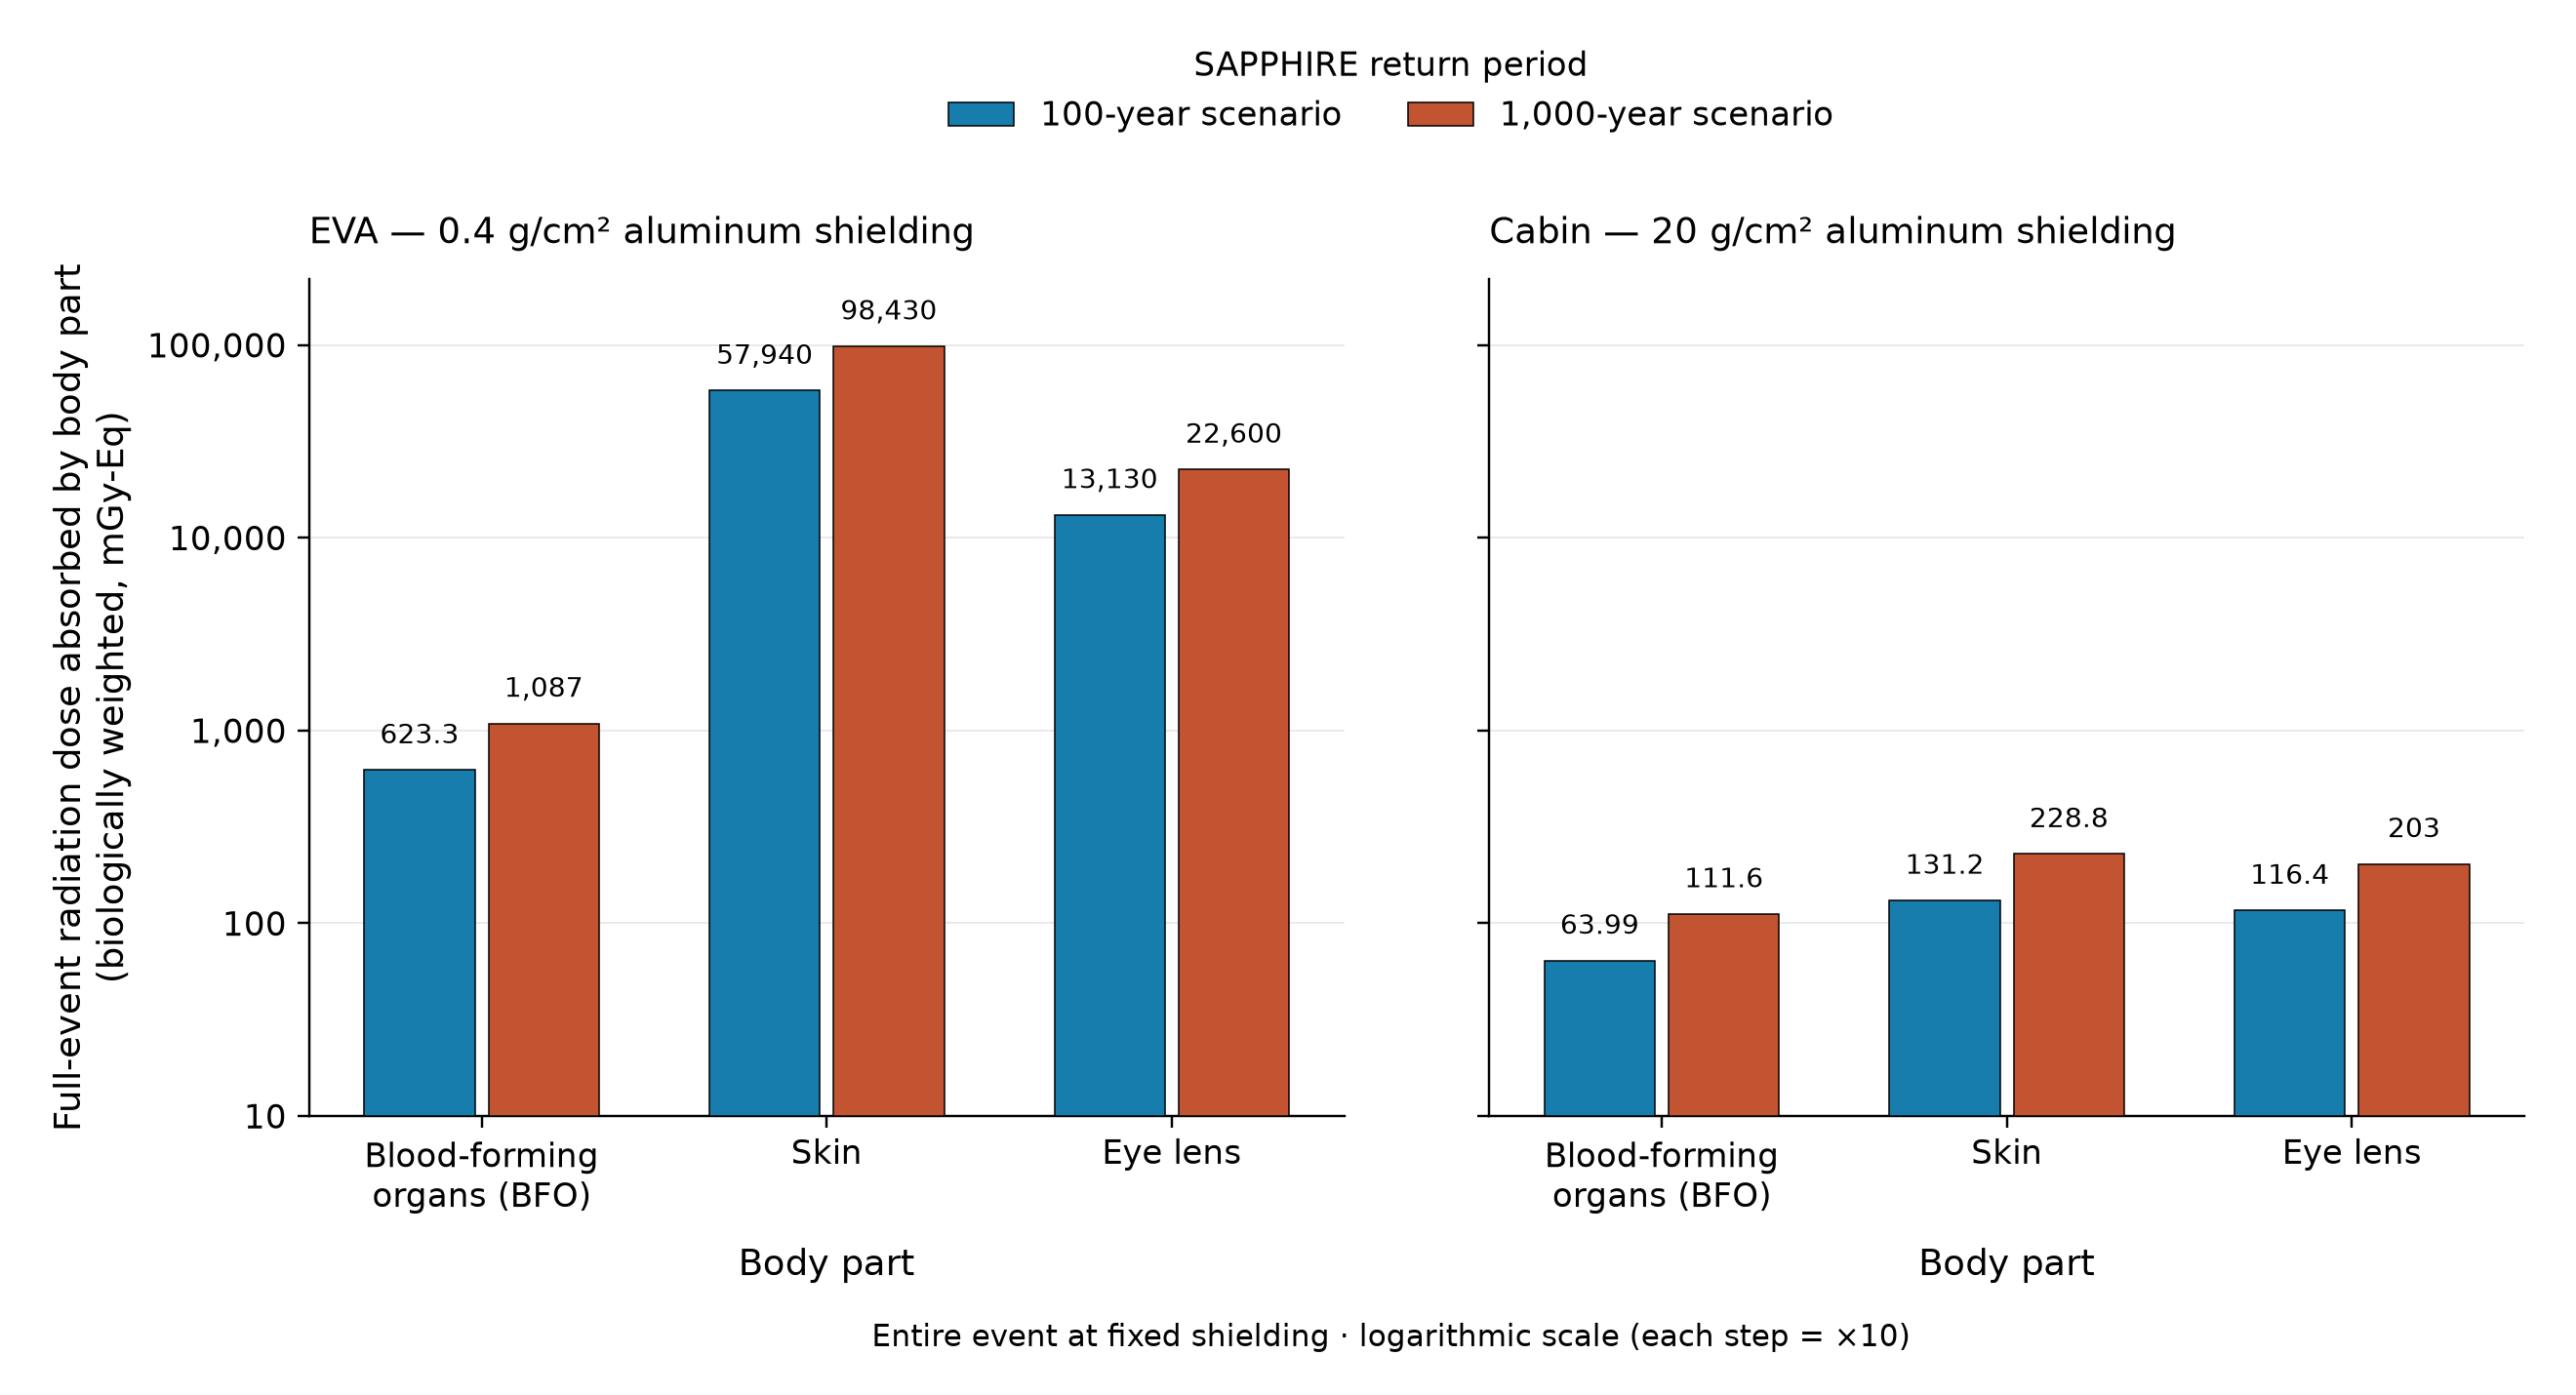 SAPPHIRE return period
100-year scenario
1,000-year scenario
EVA — 0.4 g/cm² aluminum shielding
Full-event radiation dose absorbed by body part
(biologically weighted, mGy-Eq)
100,000
10,000
1,000
100
10
623.3
1,087
57,940
98,430
13,130
22,600
Blood-forming
organs (BFO)
Skin
Eye lens
Body part
Cabin — 20 g/cm² aluminum shielding
63.99
111.6
131.2
228.8
116.4
203
Blood-forming
organs (BFO)
Skin
Eye lens
Body part
Entire event at fixed shielding · logarithmic scale (each step = ×10)